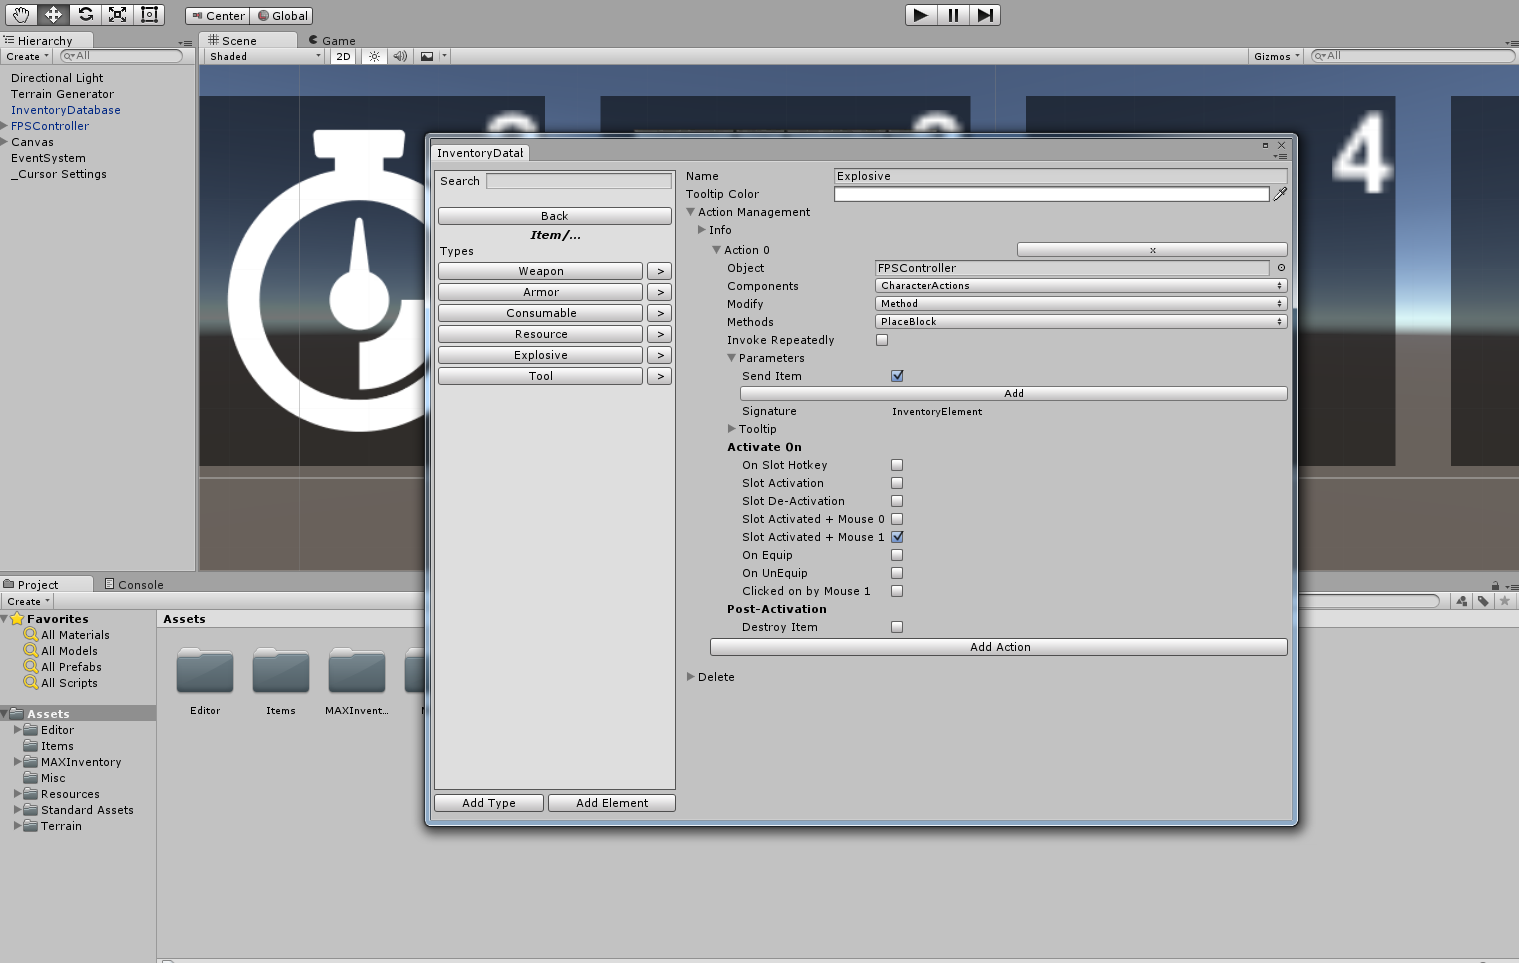 Center Global
Hierarchy
Create All
Directional Light
Terrain Generator
InventoryDatabase
FPSController
Canvas
EventSystem
_Cursor Settings
Scene Game
Shaded 2D Gizmos All
4
InventoryDatal
Search
Back
Item/...
Types
Weapon >
Armor >
Consumable >
Resource >
Explosive >
Tool >
Add Type Add Element
Name Explosive
Tooltip Color
Action Management
Info
Action 0 x
Object FPSController
Components CharacterActions
Modify Method
Methods PlaceBlock
Invoke Repeatedly
Parameters
Send Item
Add
Signature InventoryElement
Tooltip
Activate On
On Slot Hotkey
Slot Activation
Slot De-Activation
Slot Activated + Mouse 0
Slot Activated + Mouse 1
On Equip
On UnEquip
Clicked on by Mouse 1
Post-Activation
Destroy Item
Add Action
Delete
Project Console
Create
Favorites
All Materials
All Models
All Prefabs
All Scripts
Assets
Editor
Items
MAXInventory
Misc
Resources
Standard Assets
Terrain
Assets
Editor Items MAXInvent...